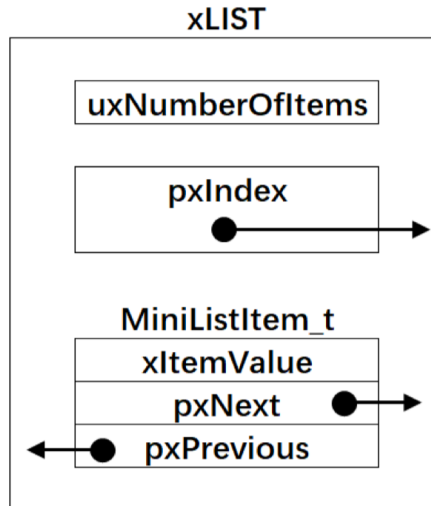 xLIST
uxNumberOfItems
pxIndex
MiniListItem_t
xItemValue
pxNext
pxPrevious